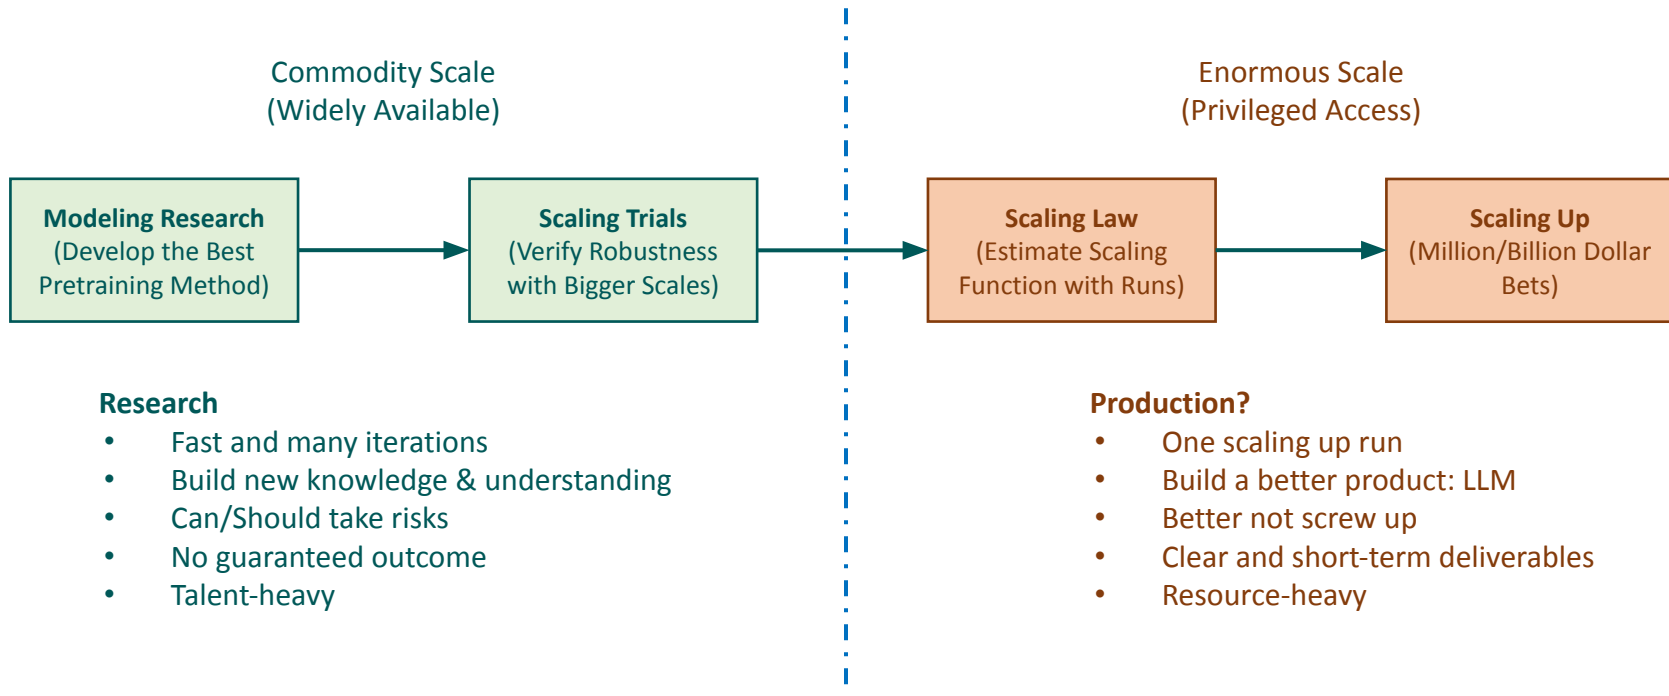 Commodity Scale
(Widely Available)
Enormous Scale
(Privileged Access)
Modeling Research
(Develop the Best
Pretraining Method)
Scaling Trials
(Verify Robustness
with Bigger Scales)
Scaling Law
(Estimate Scaling
Function with Runs)
Scaling Up
(Million/Billion Dollar
Bets)
Research
• Fast and many iterations
• Build new knowledge & understanding
• Can/Should take risks
• No guaranteed outcome
• Talent-heavy
Production?
• One scaling up run
• Build a better product: LLM
• Better not screw up
• Clear and short-term deliverables
• Resource-heavy